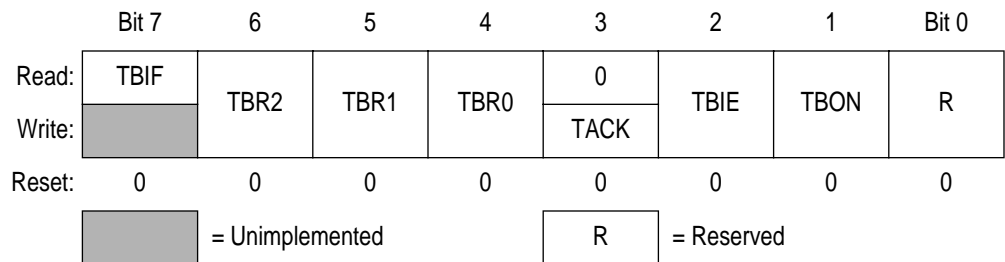 Bit 7 6 5 4 3 2 1 Bit 0
Read: TBIF TBR2 TBR1 TBR0 0 TBIE TBON R
Write: TACK
Reset: 0 0 0 0 0 0 0 0
= Unimplemented R = Reserved